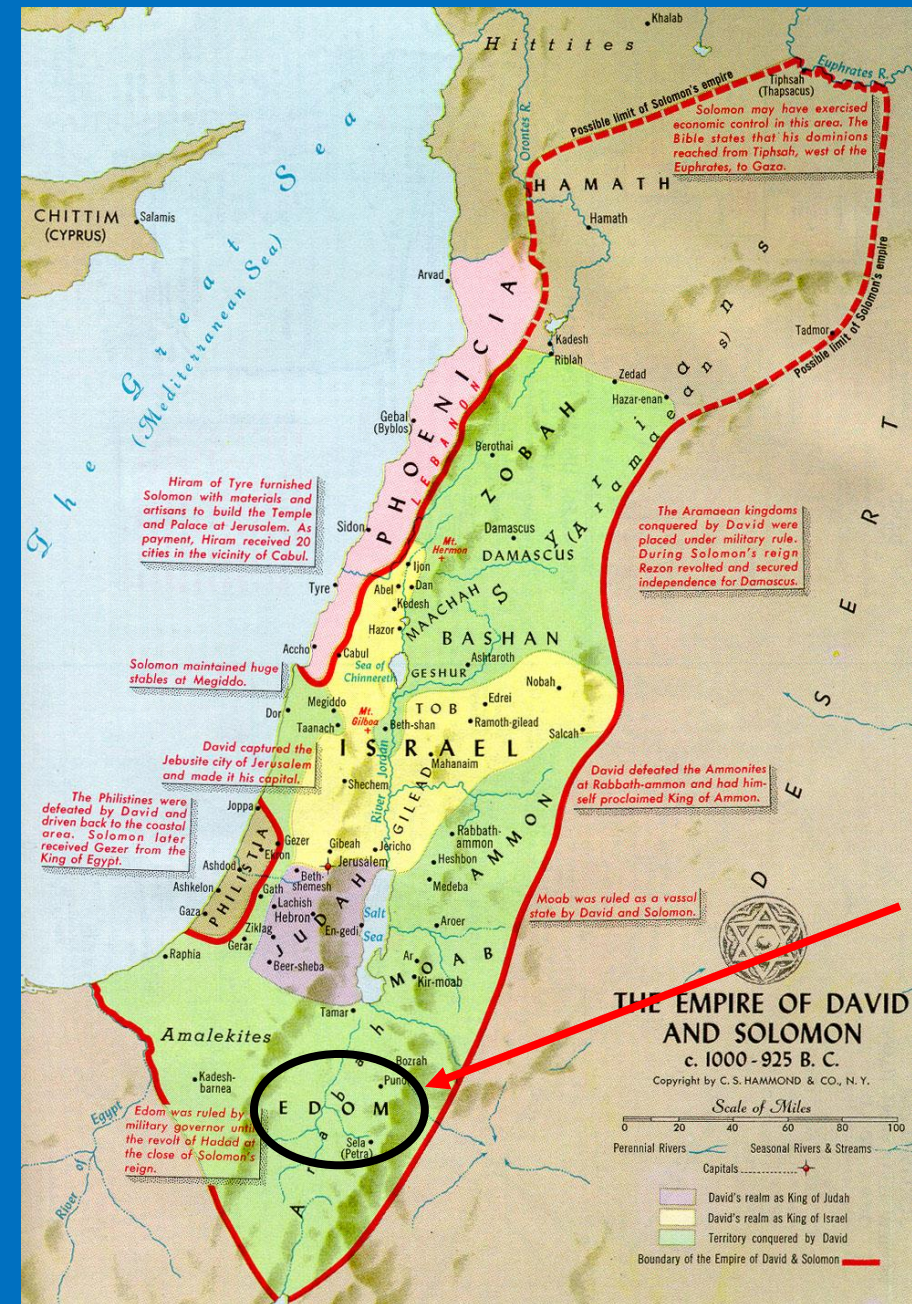 Khalab
Hittites
Euphrates R.
Tiphsah
(Thapsacus)
Possible limit of Solomon's empire
Solomon may have exercised
economic control in this area. The
Bible states that his dominions
reached from Tiphsah, west of the
Euphrates, to Gaza.
Orontes R.
HAMATH
Hamath
CHITTIM
(CYPRUS)
Salamis
The Great Sea
(Mediterranean Sea)
Arvad
Possible limit of Solomon's empire
Tadmor
Kadesh
Riblah
Zedad
Hazar-enan
PHOENICIA
LEBANON
Gebal
(Byblos)
Berothai
ZOBAH
Syrians
(Aramaeans)
DESERT
Hiram of Tyre furnished
Solomon with materials and
artisans to build the Temple
and Palace at Jerusalem. As
payment, Hiram received 20
cities in the vicinity of Cabul.
Sidon
Damascus
DAMASCUS
Mt.
Hermon
The Aramaean kingdoms
conquered by David were
placed under military rule.
During Solomon's reign
Rezon revolted and secured
independence for Damascus.
Ijon
Tyre
Abel
Dan
Kedesh
MAACHAH
Hazor
BASHAN
Accho
Cabul
Sea of
Chinnereth
Ashtaroth
GESHUR
Solomon maintained huge
stables at Megiddo.
Nobah
Edrei
TOB
Dor
Megiddo
Taanach
Mt.
Gilboa
Beth-shan
Ramoth-gilead
Salcah
ISRAEL
Mahanaim
David captured the
Jebusite city of Jerusalem
and made it his capital.
Shechem
River Jordan
GILEAD
David defeated the Ammonites
at Rabbath-ammon and had him-
self proclaimed King of Ammon.
The Philistines were
defeated by David and
driven back to the coastal
area. Solomon later
received Gezer from the
King of Egypt.
Joppa
PHILISTIA
Gezer
Ekron
Gibeah
Jericho
Jerusalem
Rabbath-
ammon
AMMON
Heshbon
Medeba
Ashdod
Beth-
shemesh
Ashkelon
Gath
Lachish
Hebron
JUDAH
Gaza
Ziklag
En-gedi
Salt
Sea
Aroer
Moab was ruled as a vassal
state by David and Solomon.
Gerar
Raphia
Beer-sheba
Ar
Kir-moab
MOAB
Tamar
THE EMPIRE OF DAVID
AND SOLOMON
c. 1000-925 B. C.
Copyright by C. S. HAMMOND & CO., N. Y.
Amalekites
Arabah
Bozrah
Kadesh-
barnea
EDOM
Sela
(Petra)
Edom was ruled by
military governor until
the revolt of Hadad at
the close of Solomon's
reign.
River of Egypt
Scale of Miles
0 20 40 60 80 100
Perennial Rivers Seasonal Rivers & Streams
Capitals
David's realm as King of Judah
David's realm as King of Israel
Territory conquered by David
Boundary of the Empire of David & Solomon